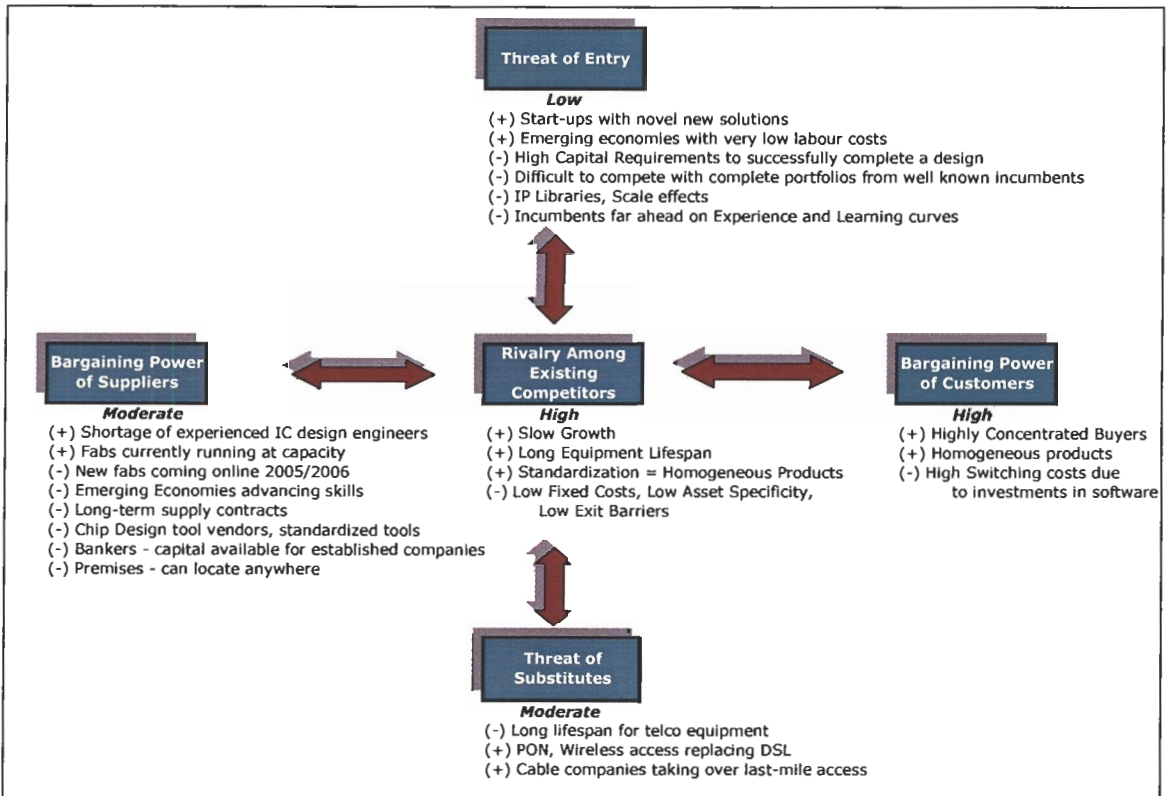 Threat of Entry
Low
(+) Start-ups with novel new solutions
(+) Emerging economies with very low labour costs
(-) High Capital Requirements to successfully complete a design
(-) Difficult to compete with complete portfolios from well known incumbents
(-) IP Libraries, Scale effects
(-) Incumbents far ahead on Experience and Learning curves
Bargaining Power
of Suppliers
Moderate
(+) Shortage of experienced IC design engineers
(+) Fabs currently running at capacity
(-) New fabs coming online 2005/2006
(-) Emerging Economies advancing skills
(-) Long-term supply contracts
(-) Chip Design tool vendors, standardized tools
(-) Bankers - capital available for established companies
(-) Premises - can locate anywhere
Rivalry Among
Existing
Competitors
High
(+) Slow Growth
(+) Long Equipment Lifespan
(+) Standardization = Homogeneous Products
(-) Low Fixed Costs, Low Asset Specificity,
Low Exit Barriers
Bargaining Power
of Customers
High
(+) Highly Concentrated Buyers
(+) Homogeneous products
(-) High Switching costs due
to investments in software
Threat of
Substitutes
Moderate
(-) Long lifespan for telco equipment
(+) PON, Wireless access replacing DSL
(+) Cable companies taking over last-mile access